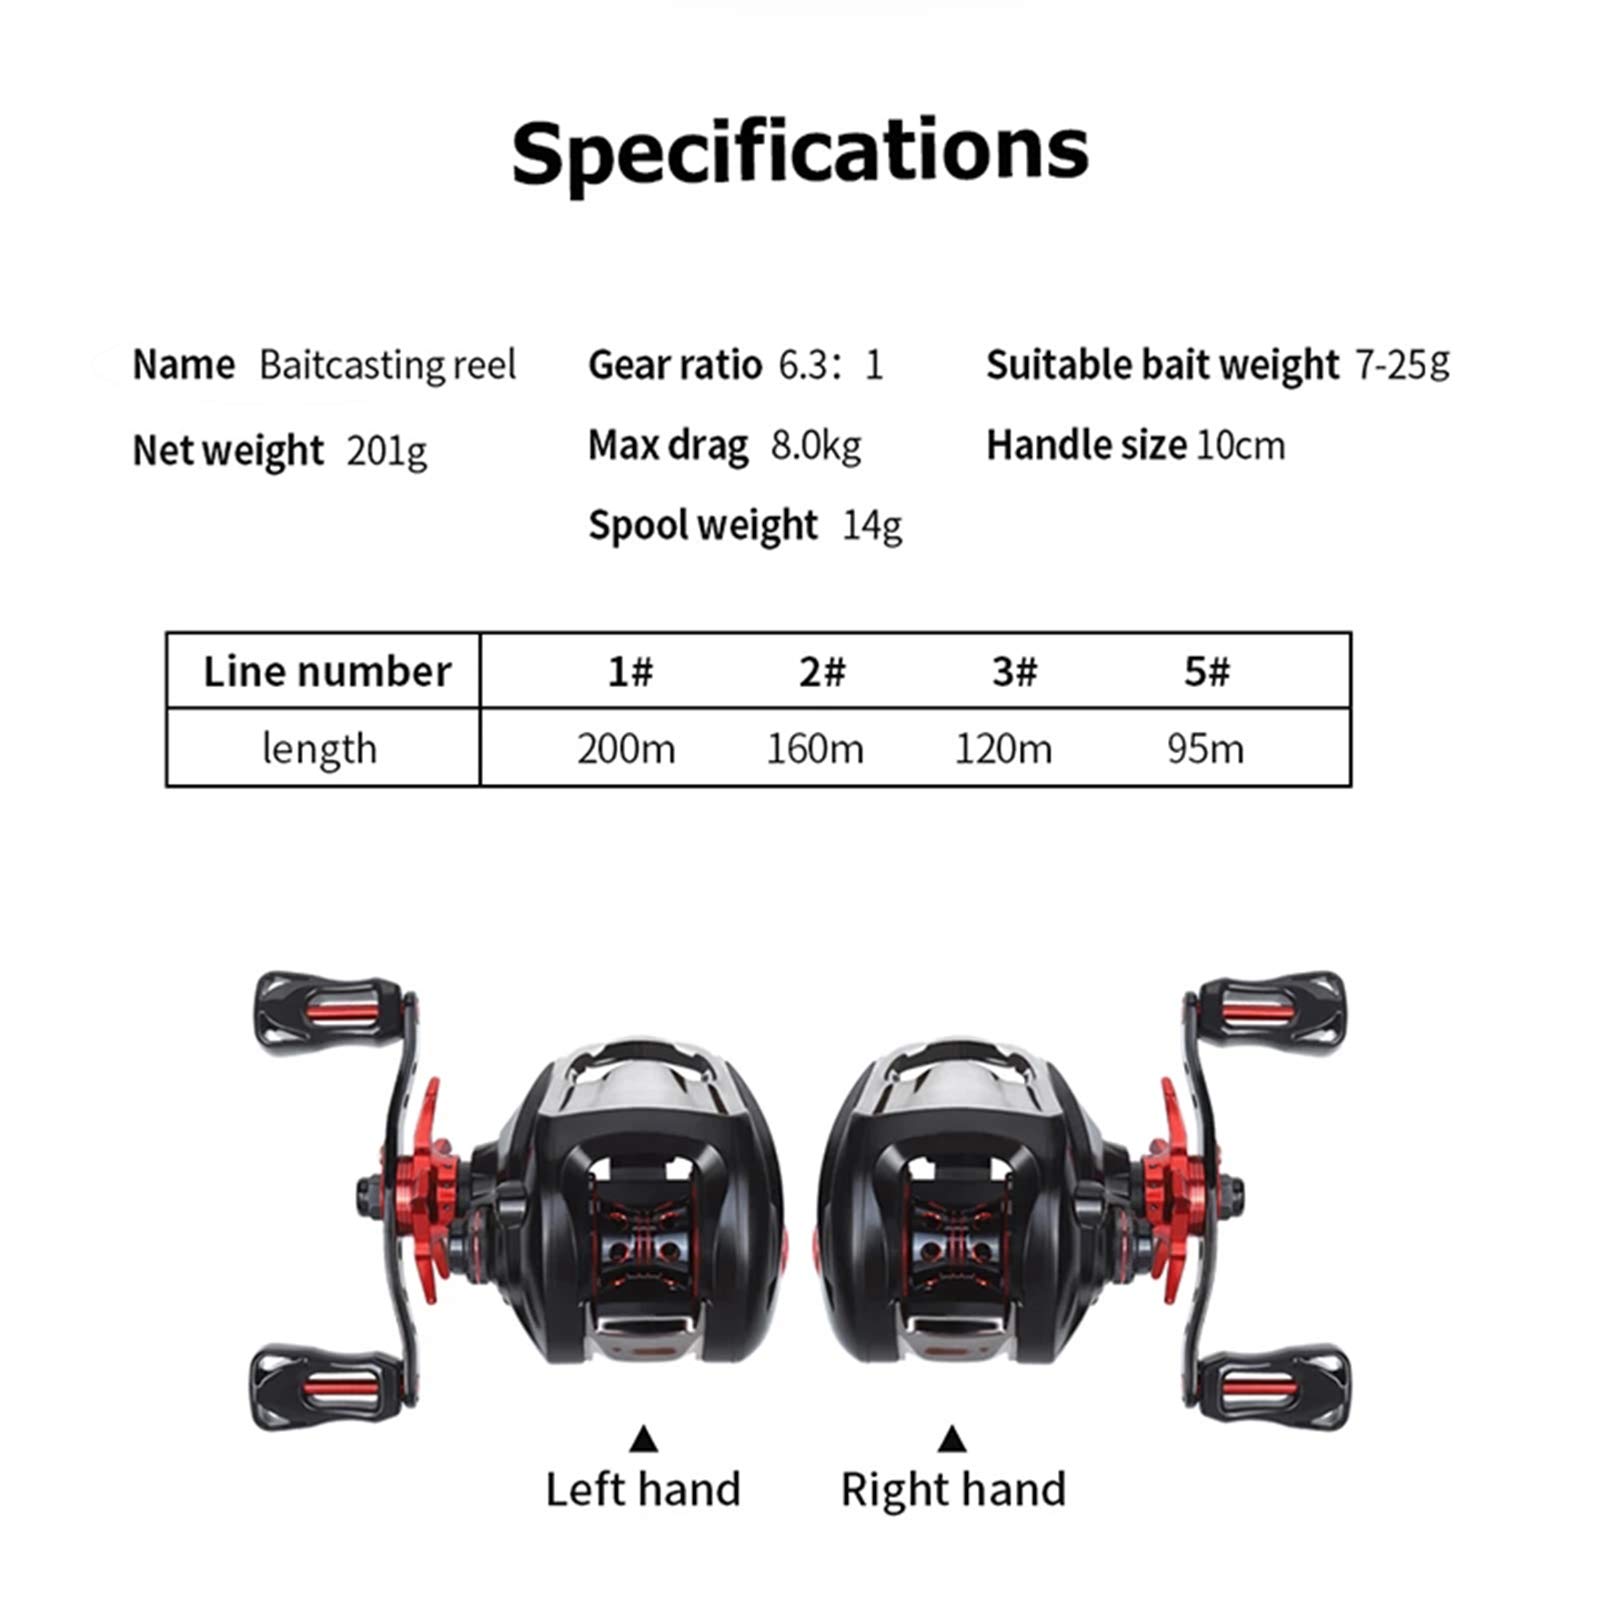 Specifications
Name Baitcasting reel
Net weight 201g
Gear ratio 6.3: 1
Max drag 8.0kg
Spool weight 14g
Suitable bait weight 7-25g
Handle size 10cm
Line number 1# 2# 3# 5#
length 200m 160m 120m 95m
Left hand
Right hand